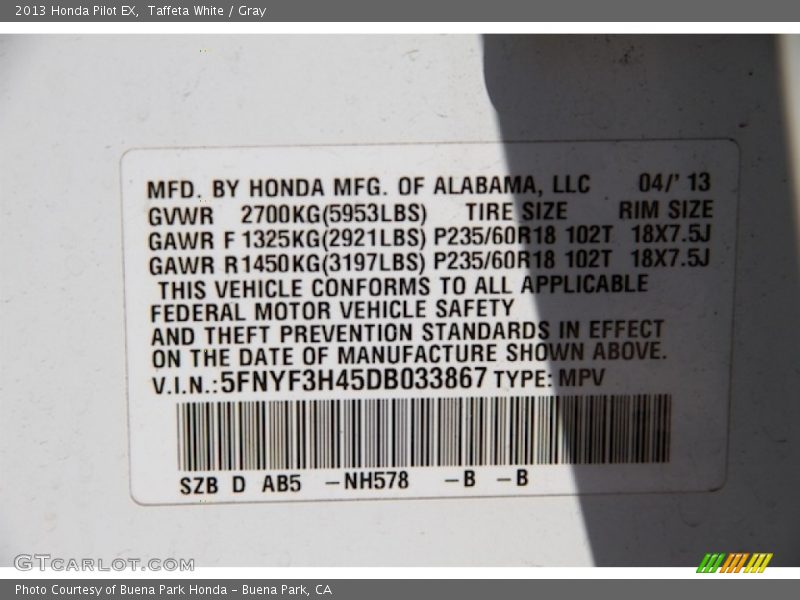 2013 Honda Pilot EX, Taffeta White / Gray
MFD. BY HONDA MFG. OF ALABAMA, LLC 04/' 13
GVWR 2700KG(5953LBS) TIRE SIZE RIM SIZE
GAWR F 1325KG(2921LBS) P235/60R18 102T 18X7.5J
GAWR R1450KG(3197LBS) P235/60R18 102T 18X7.5J
THIS VEHICLE CONFORMS TO ALL APPLICABLE
FEDERAL MOTOR VEHICLE SAFETY
AND THEFT PREVENTION STANDARDS IN EFFECT
ON THE DATE OF MANUFACTURE SHOWN ABOVE.
V.I.N.:5FNYF3H45DB033867 TYPE: MPV
SZB D AB5 -NH578 -B -B
GTCARLOT.COM
Photo Courtesy of Buena Park Honda - Buena Park, CA